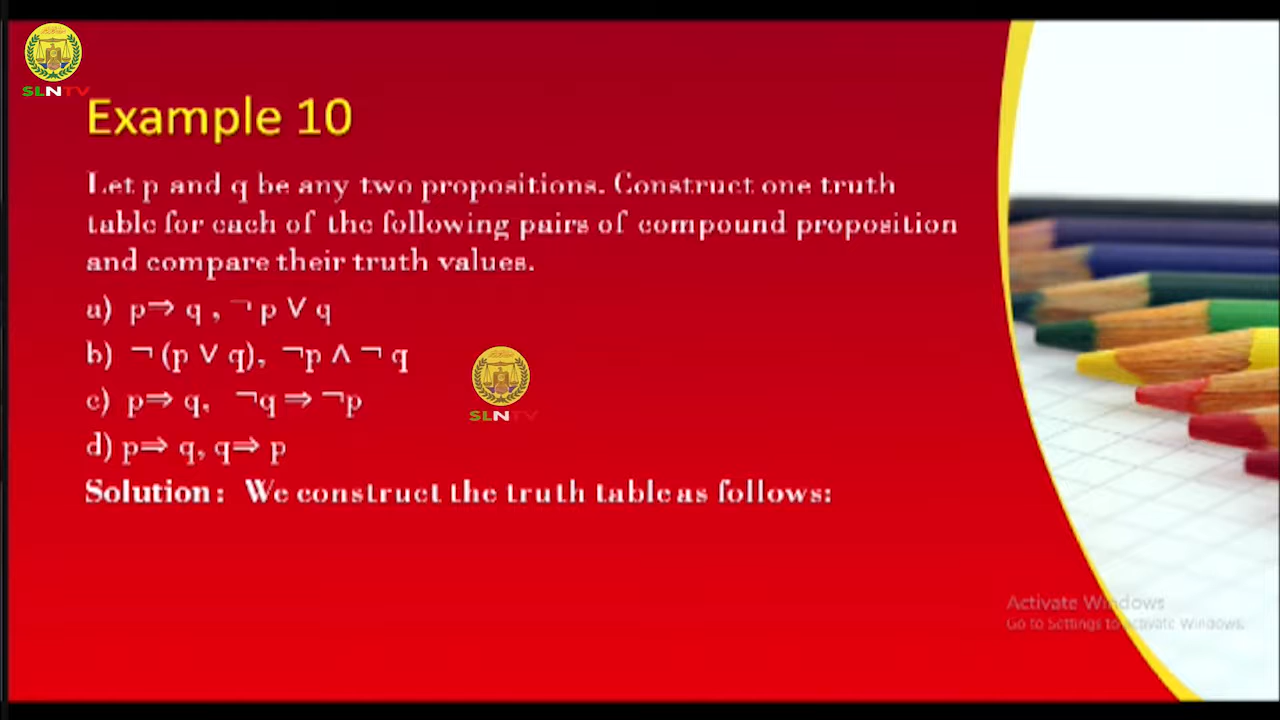 SLNTV
Example 10
Let p and q be any two propositions. Construct one truth
table for each of the following pairs of compound proposition
and compare their truth values.
a) p⇒ q , ¬ p ∨ q
b) ¬ (p ∨ q), ¬p ∧ ¬ q
SLNTV
c) p⇒ q, ¬q ⇒ ¬p
d) p⇒ q, q⇒ p
Solution: We construct the truth table as follows:
Activate Windows
Go to Settings to activate Windows.